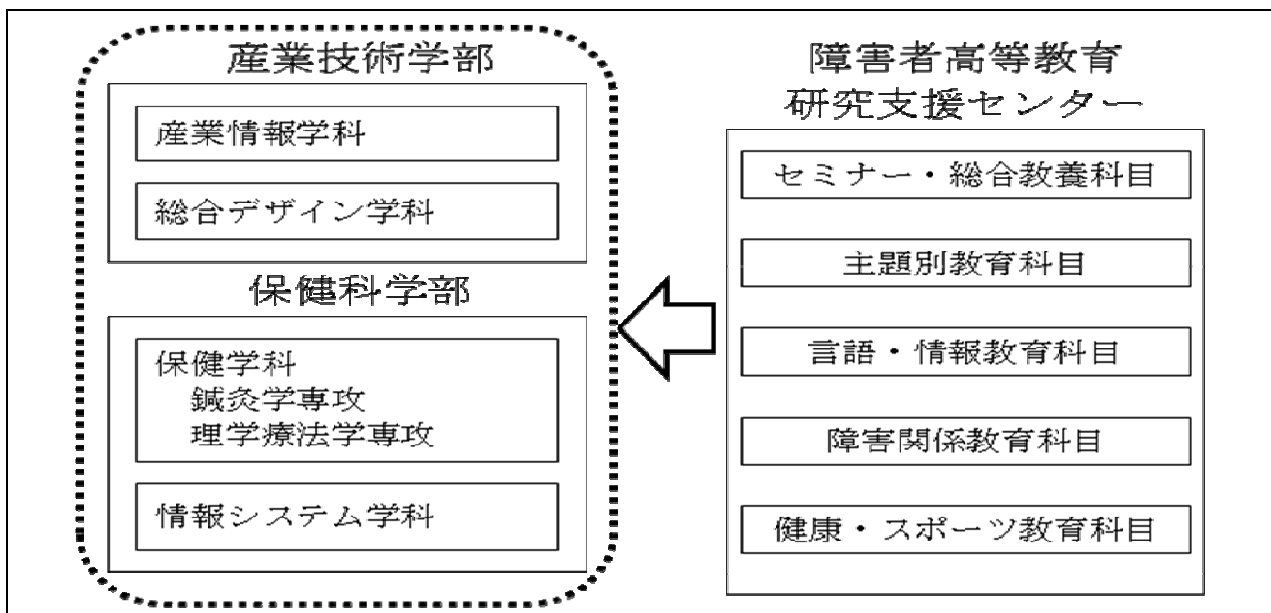 産業技術学部
産業情報学科
総合デザイン学科
保健科学部
保健学科
鍼灸学専攻
理学療法学専攻
情報システム学科
障害者高等教育
研究支援センター
セミナー・総合教養科目
主題別教育科目
言語・情報教育科目
障害関係教育科目
健康・スポーツ教育科目